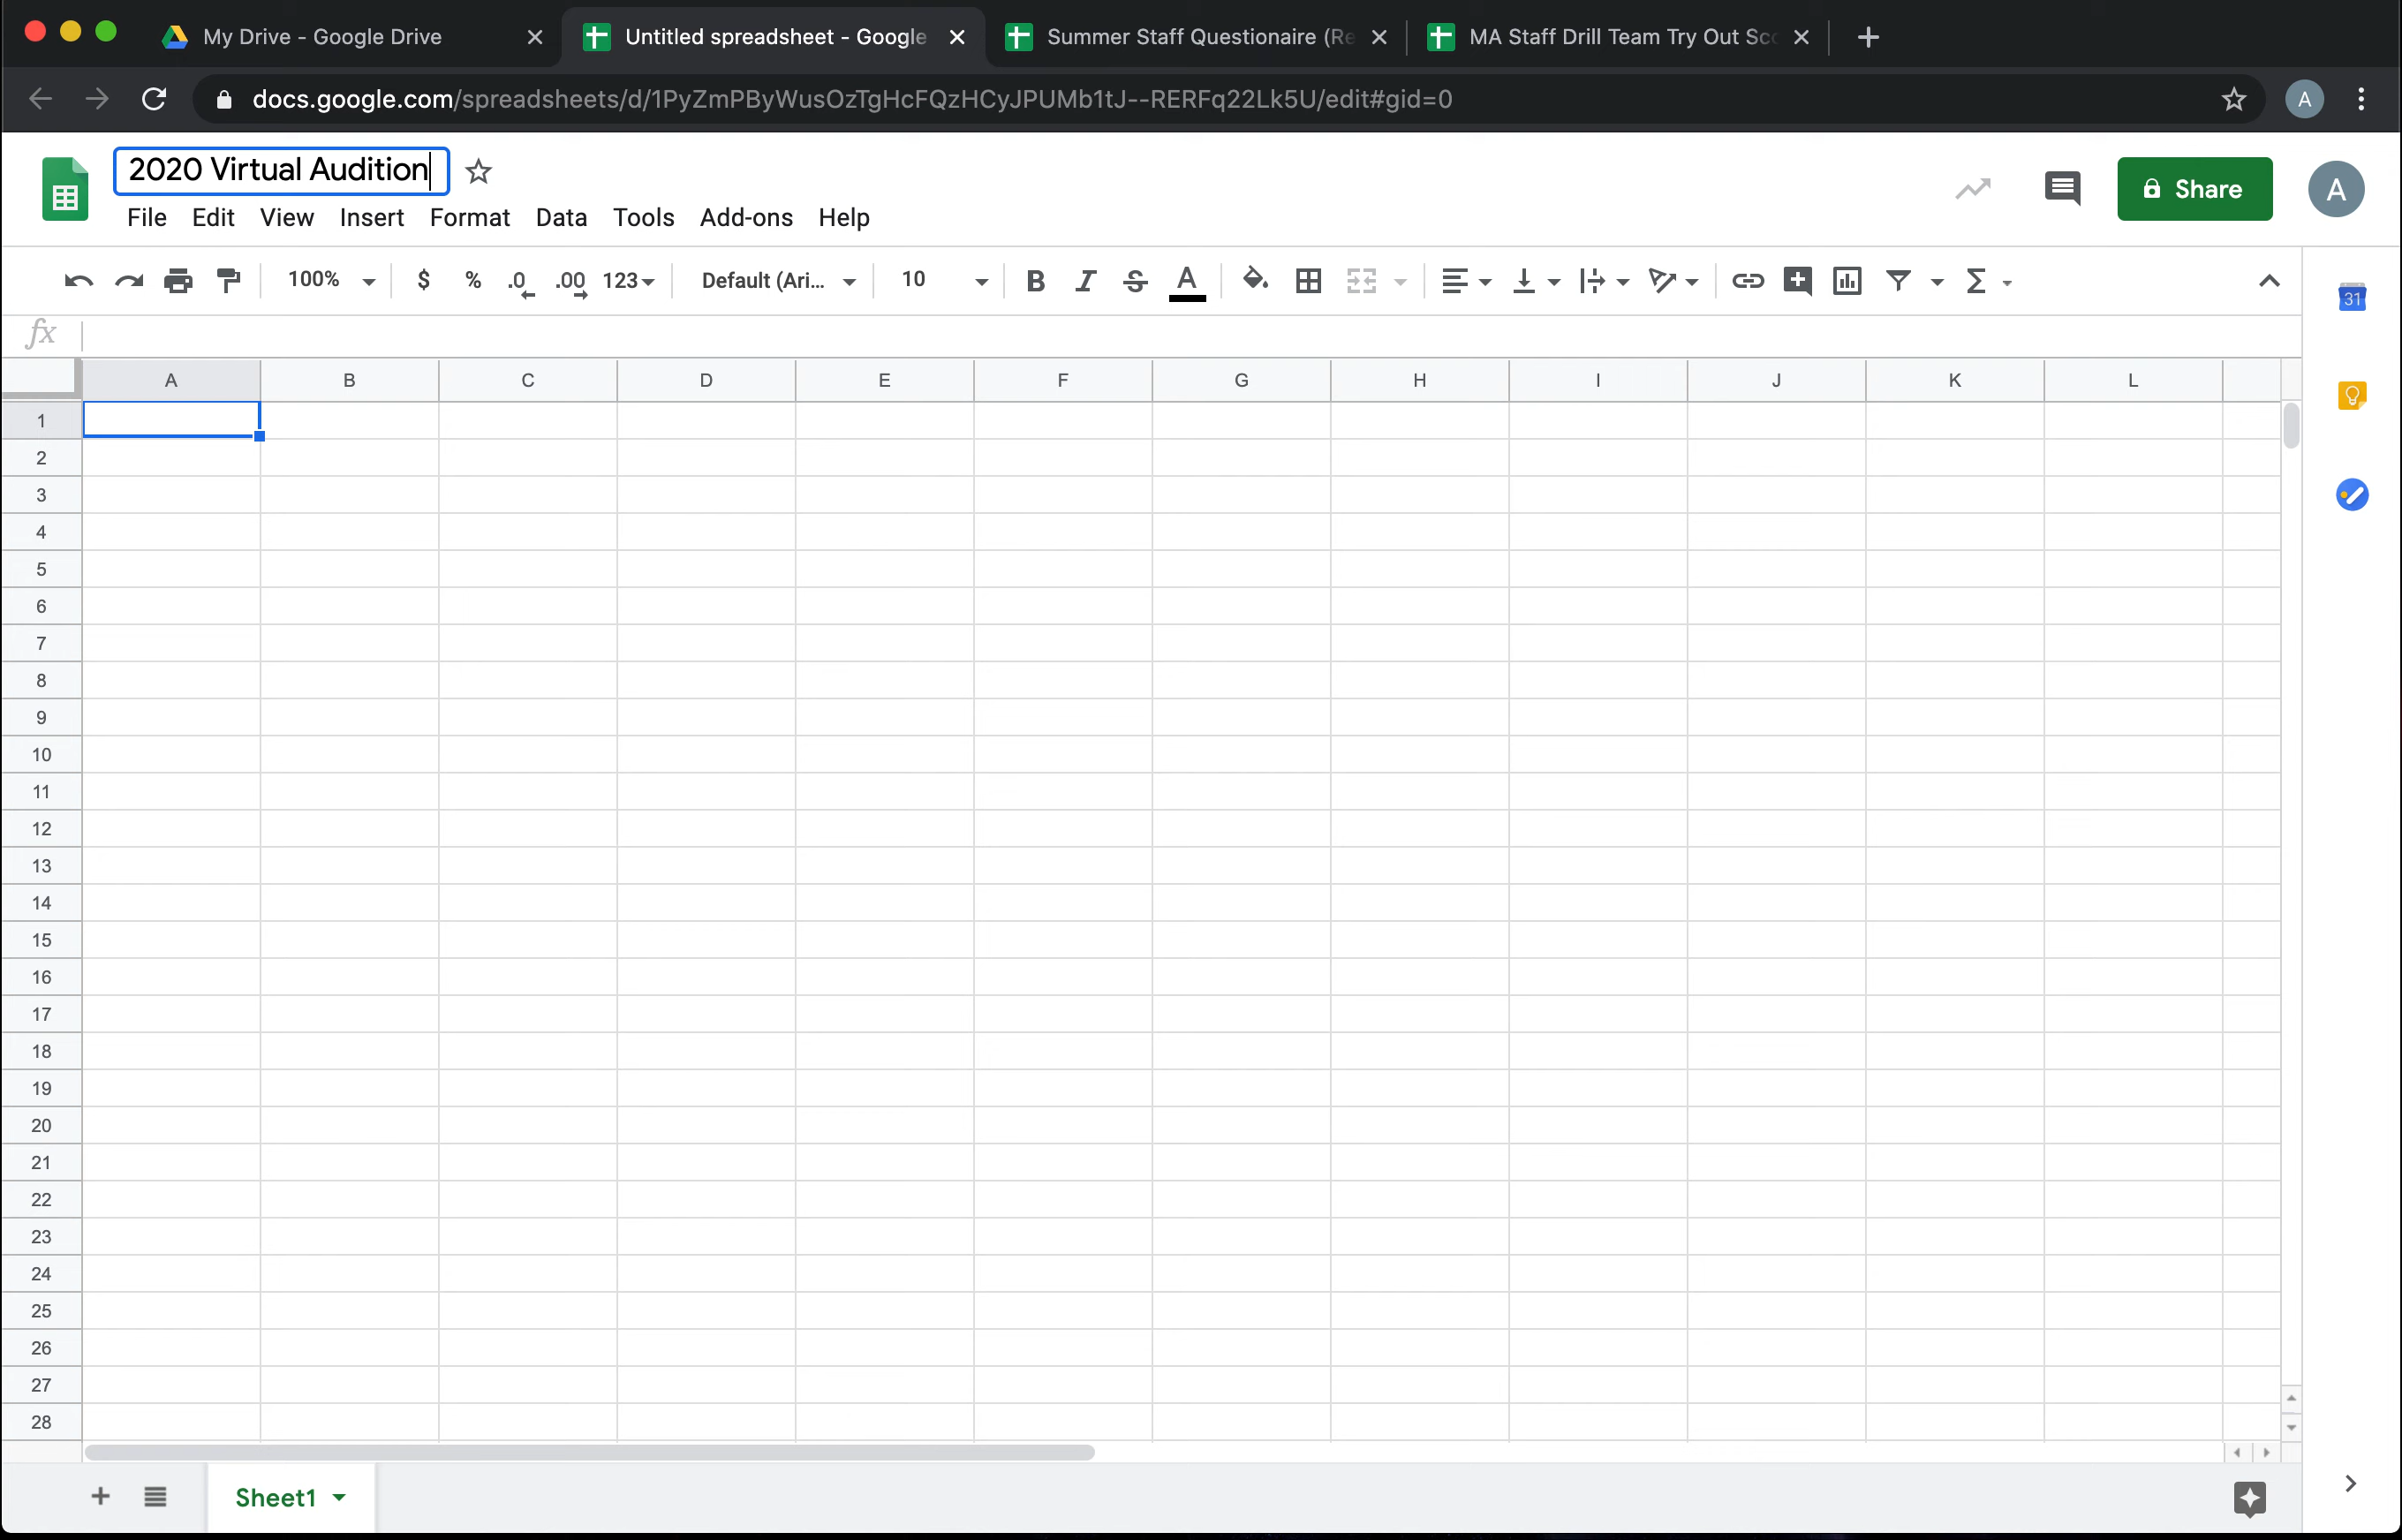 My Drive - Google Drive
Untitled spreadsheet - Google
Summer Staff Questionaire (Re
MA Staff Drill Team Try Out Sco
docs.google.com/spreadsheets/d/1PyZmPByWusOzTgHcFQzHCyJPUMb1tJ--RERFq22Lk5U/edit#gid=0
A
2020 Virtual Audition
Share
A
File Edit View Insert Format Data Tools Add-ons Help
100% $ % .0 .00 123 Default (Ari... 10 B I S A Σ
31
fx
A B C D E F G H I J K L
1
2
3
4
5
6
7
8
9
10
11
12
13
14
15
16
17
18
19
20
21
22
23
24
25
26
27
28
Sheet1